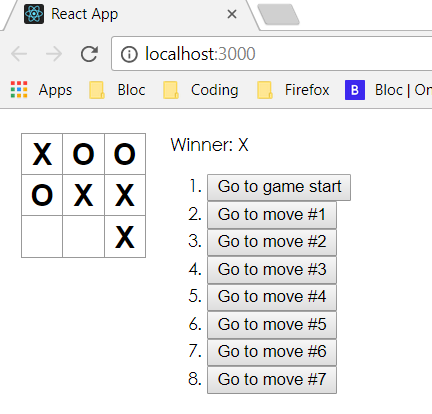 React App
localhost:3000
Apps Bloc Coding Firefox B Bloc | On
X O O
O X X
X
Winner: X
1. Go to game start
2. Go to move #1
3. Go to move #2
4. Go to move #3
5. Go to move #4
6. Go to move #5
7. Go to move #6
8. Go to move #7